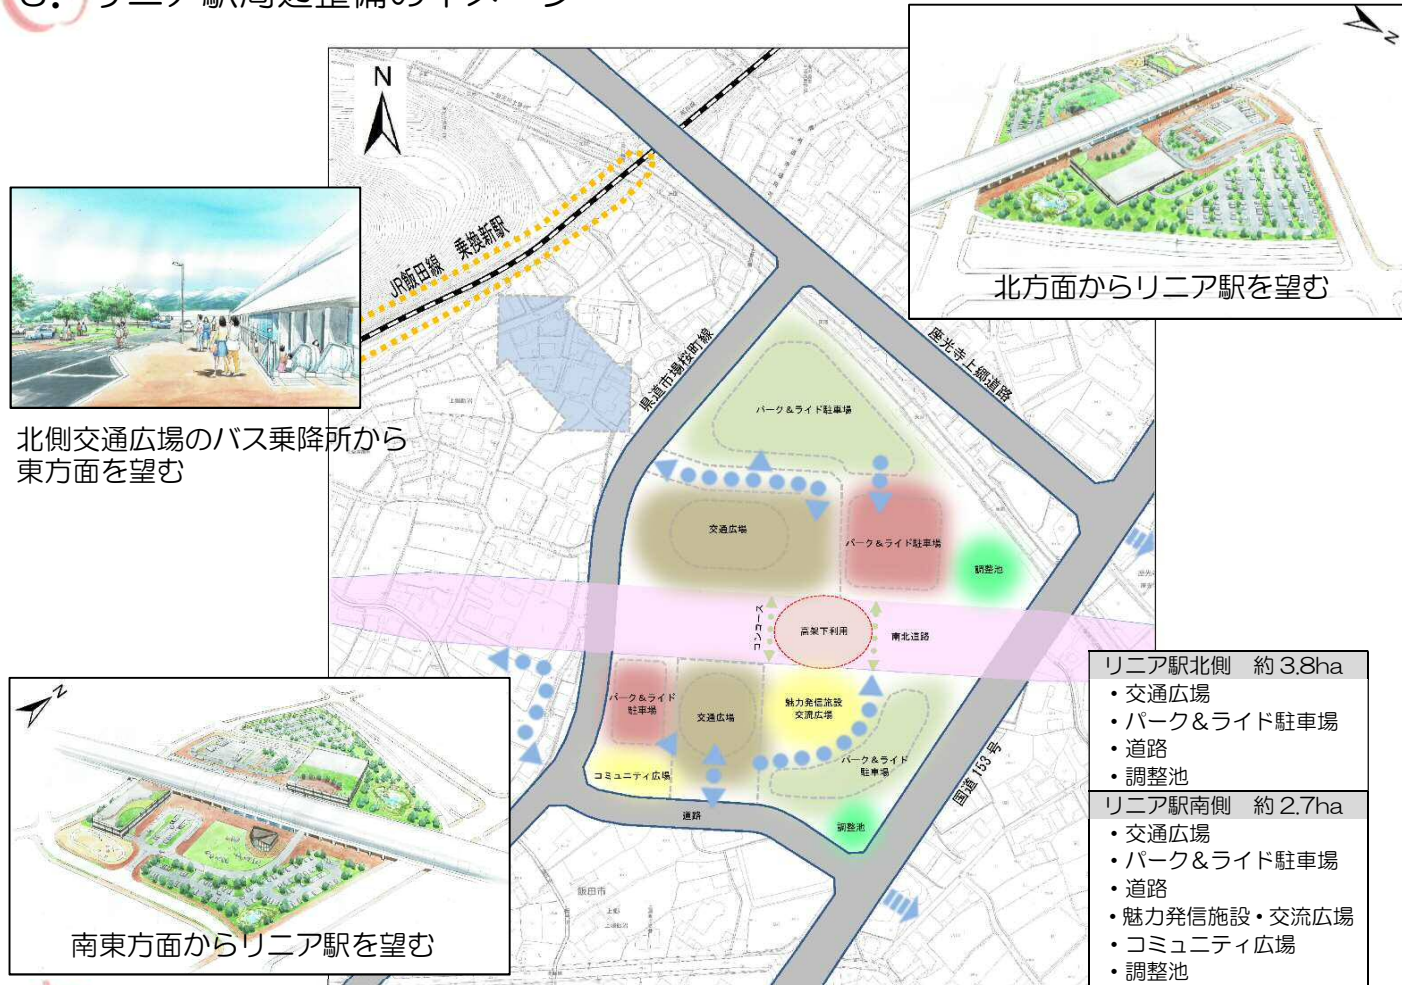 リニア駅周辺整備のイメージ
N
N
北方面からリニア駅を望む
JR飯田線 乗換新駅
北側交通広場のバス乗降所から
東方面を望む
県道市場桜町線
座光寺上郷道路
パーク&ライド駐車場
交通広場
パーク&ライド駐車場
調整池
コンコース
高架下利用
南北道路
パーク&ライド
駐車場
交通広場
魅力発信施設
交流広場
パーク&ライド
駐車場
コミュニティ広場
道路
調整池
国道153号
飯田市
N
南東方面からリニア駅を望む
リニア駅北側 約3.8ha
・交通広場
・パーク&ライド駐車場
・道路
・調整池
リニア駅南側 約2.7ha
・交通広場
・パーク&ライド駐車場
・道路
・魅力発信施設・交流広場
・コミュニティ広場
・調整池